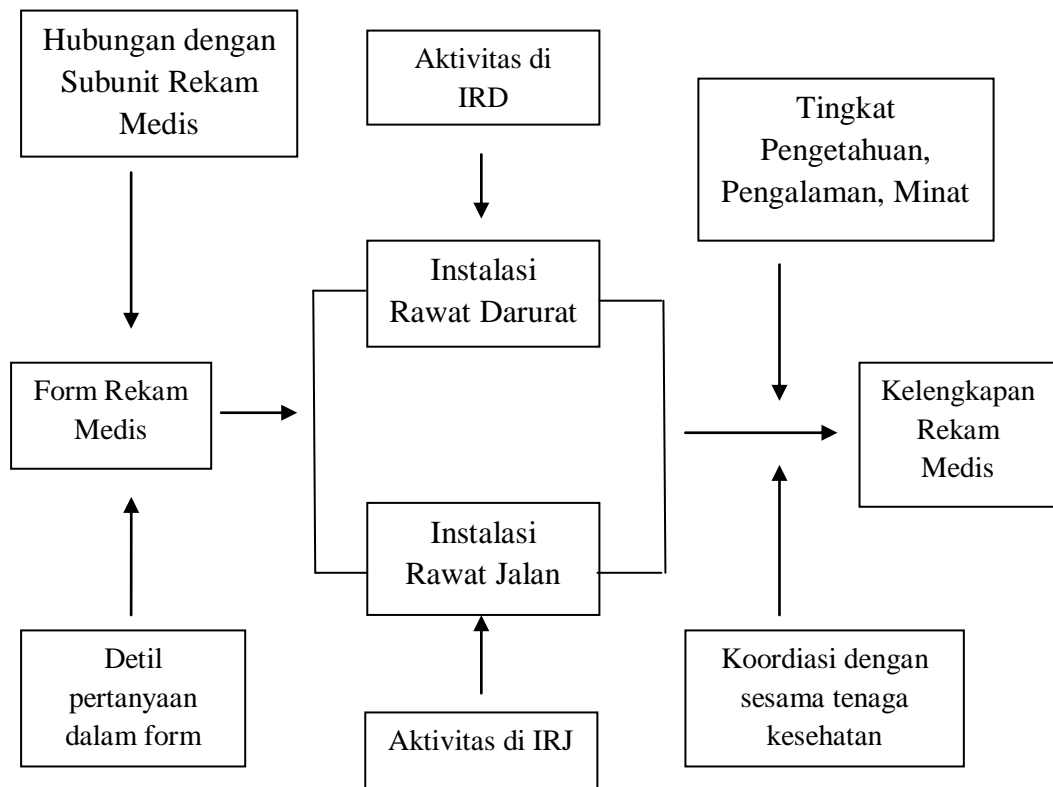 Hubungan dengan
Subunit Rekam
Medis
Aktivitas di
IRD
Tingkat
Pengetahuan,
Pengalaman, Minat
Instalasi
Rawat Darurat
Form Rekam
Medis
Kelengkapan
Rekam
Medis
Instalasi
Rawat Jalan
Detil
pertanyaan
dalam form
Aktivitas di IRJ
Koordiasi dengan
sesama tenaga
kesehatan